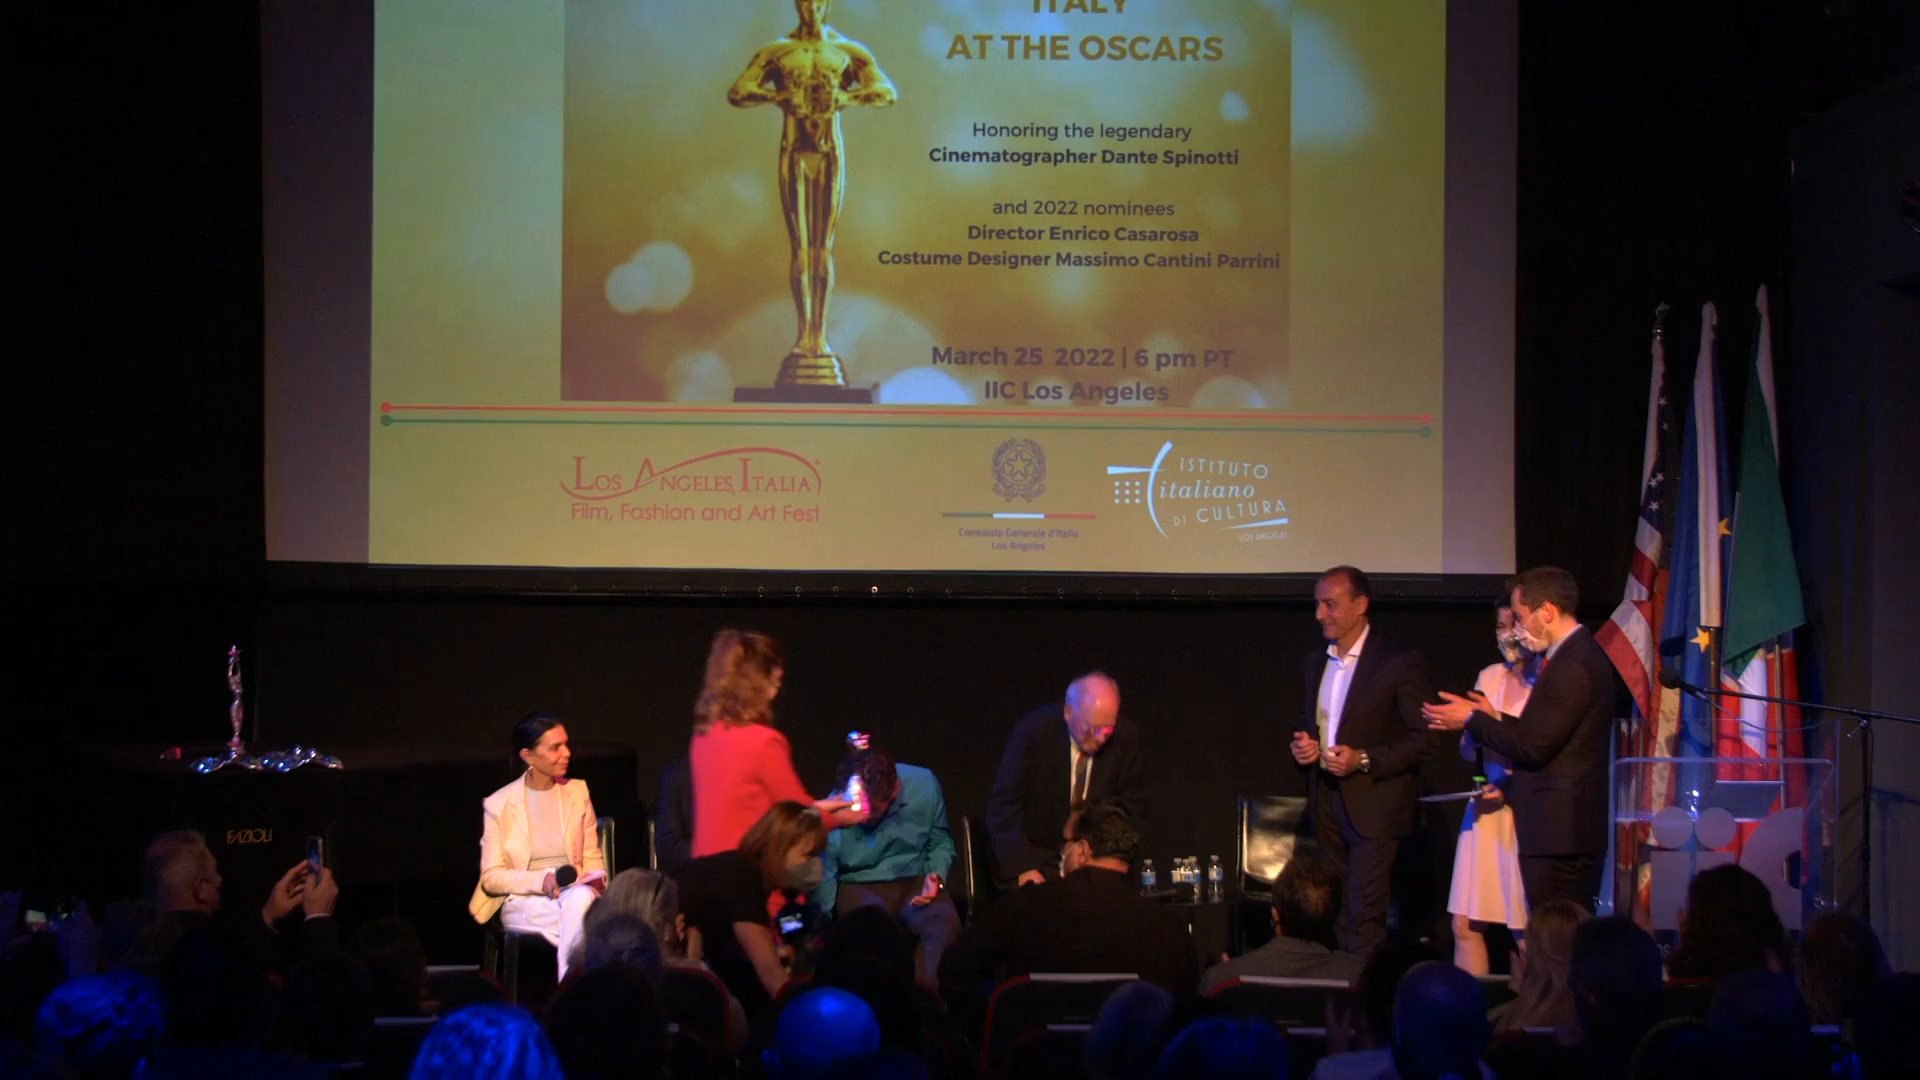 ITALY
AT THE OSCARS
Honoring the legendary
Cinematographer Dante Spinotti
and 2022 nominees
Director Enrico Casarosa
Costume Designer Massimo Cantini Parrini
March 25 2022 | 6 pm PT
IIC Los Angeles
LOS ANGELES, ITALIA
Film, Fashion and Art Fest
Consolato Generale d'Italia
Los Angeles
ISTITUTO
italiano
DI CULTURA
LOS ANGELES
FAZIOLI
iic